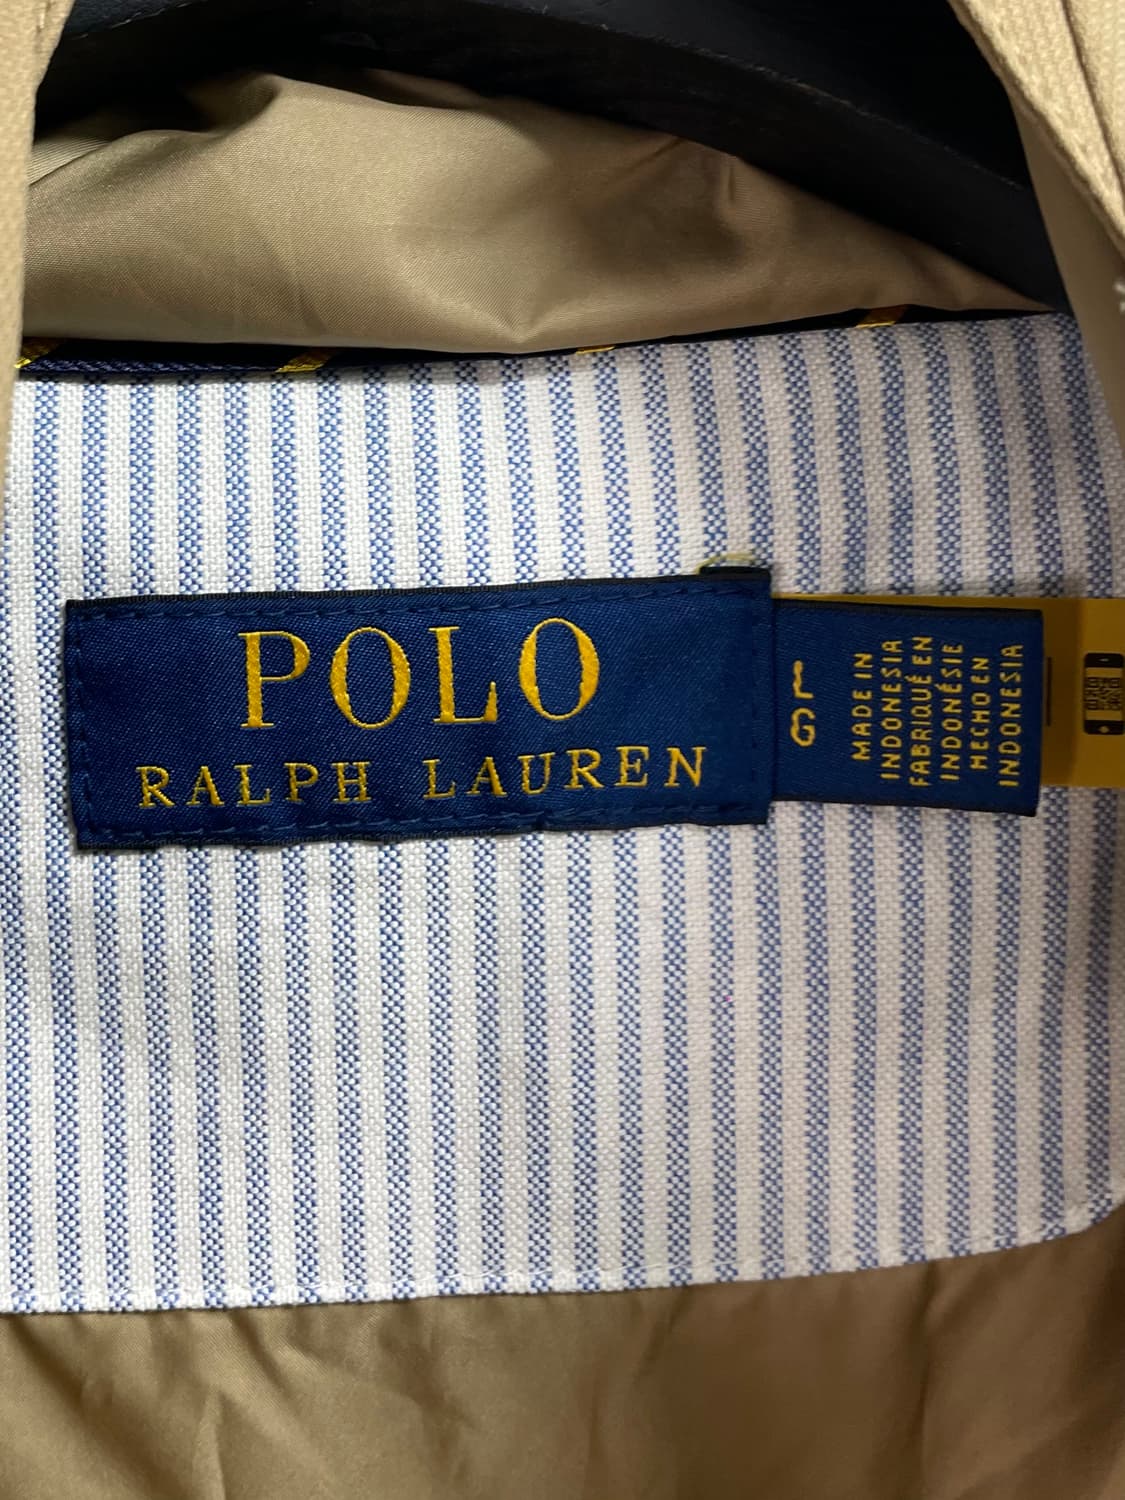 POLO
RALPH LAUREN
L
G
MADE IN
INDONESIA
FABRIQUÉ EN
INDONÉSIE
HECHO EN
INDONESIA